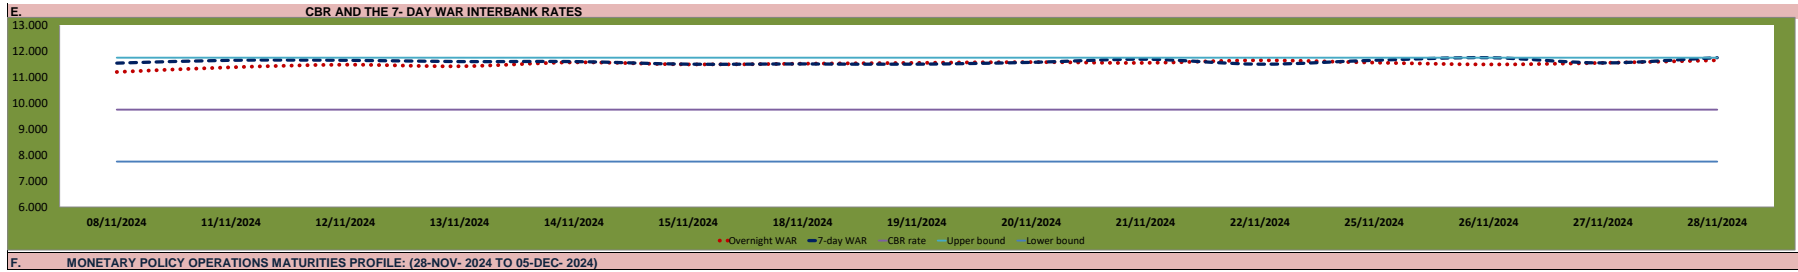 E. CBR AND THE 7- DAY WAR INTERBANK RATES
13.000
12.000
11.000
10.000
9.000
8.000
7.000
6.000
08/11/2024 11/11/2024 12/11/2024 13/11/2024 14/11/2024 15/11/2024 18/11/2024 19/11/2024 20/11/2024 21/11/2024 22/11/2024 25/11/2024 26/11/2024 27/11/2024 28/11/2024
Overnight WAR 7-day WAR CBR rate Upper bound Lower bound
F. MONETARY POLICY OPERATIONS MATURITIES PROFILE: (28-NOV- 2024 TO 05-DEC- 2024)